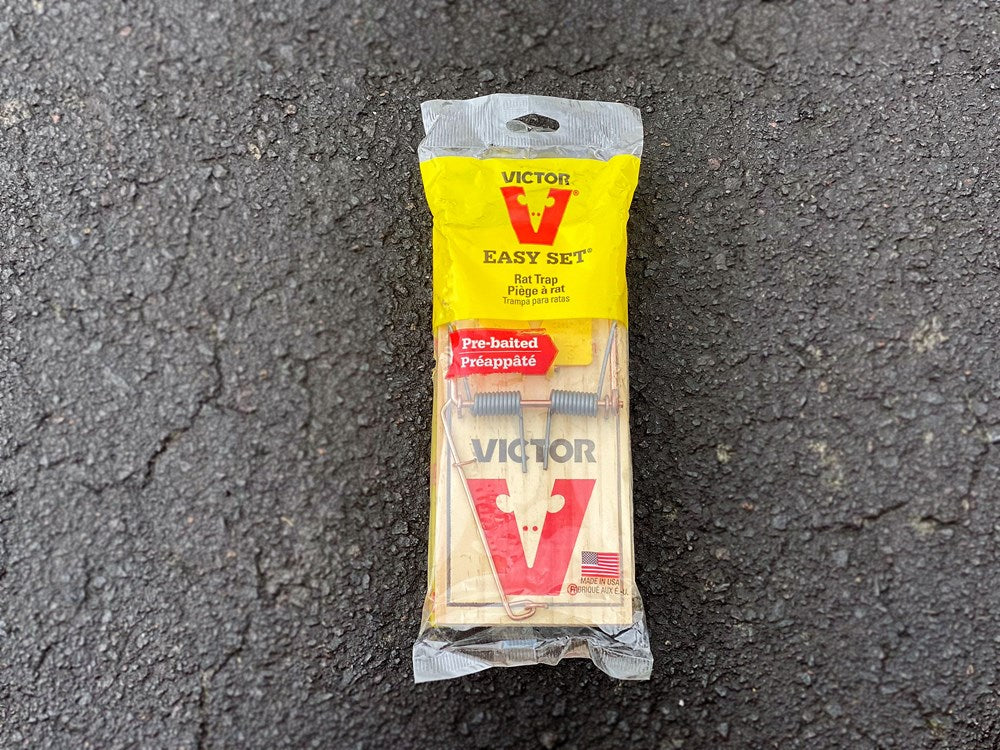 VICTOR
®
EASY SET®
Rat Trap
Piège à rat
Trampa para ratas
Pre-baited
Préappâté
VICTOR
MADE IN USA
FABRIQUÉ AUX É.-U.